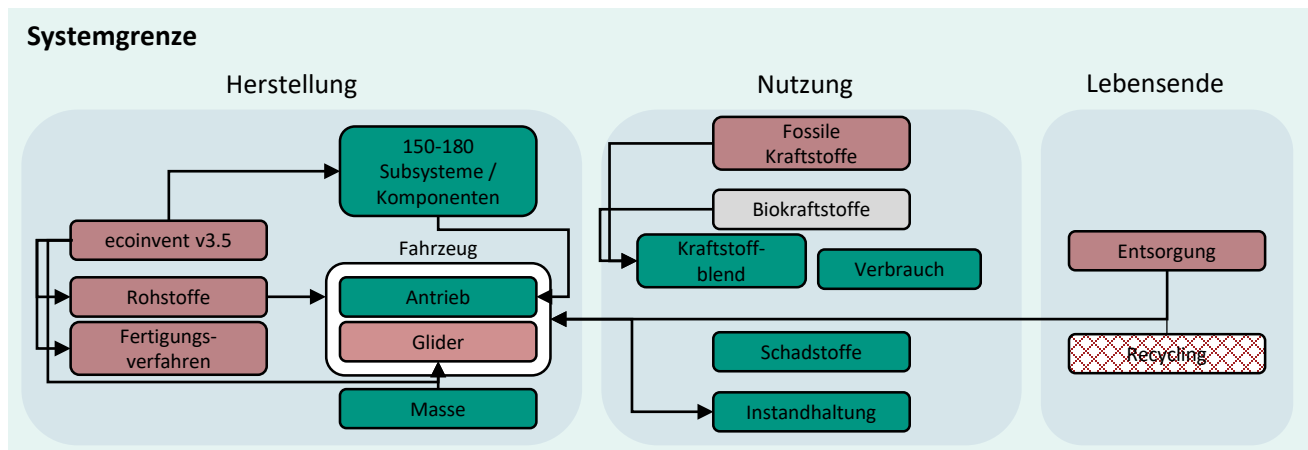 Systemgrenze
Herstellung
150-180
Subsysteme /
Komponenten
ecoinvent v3.5
Fahrzeug
Rohstoffe
Antrieb
Fertigungs-
verfahren
Glider
Masse
Nutzung
Fossile
Kraftstoffe
Biokraftstoffe
Kraftstoff-
blend
Verbrauch
Schadstoffe
Instandhaltung
Lebensende
Entsorgung
Recycling